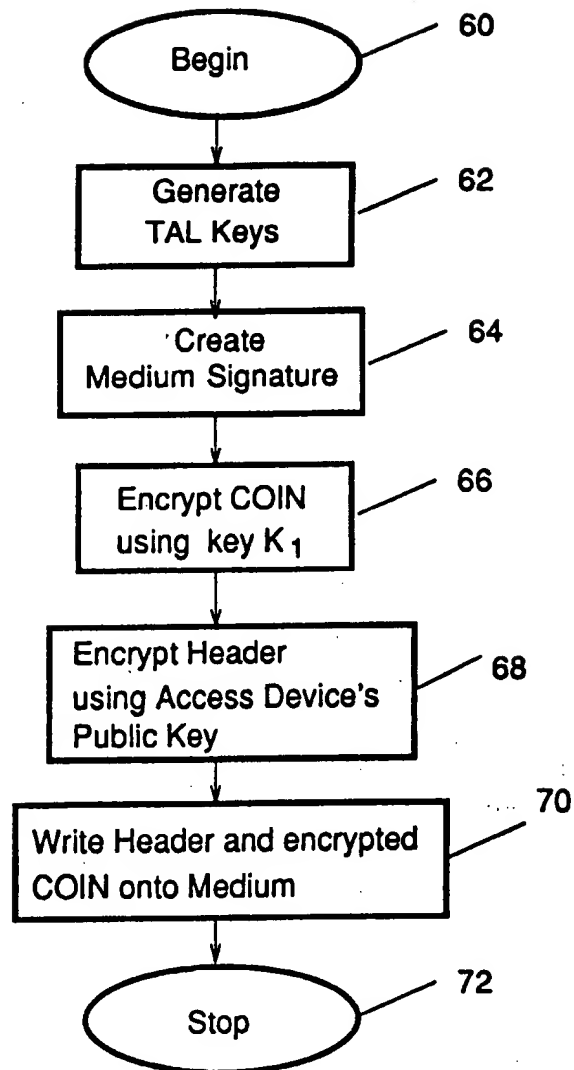 Begin
60
Generate
TAL Keys
62
Create
Medium Signature
64
Encrypt COIN
using key K1
66
Encrypt Header
using Access Device's
Public Key
68
Write Header and encrypted
COIN onto Medium
70
Stop
72